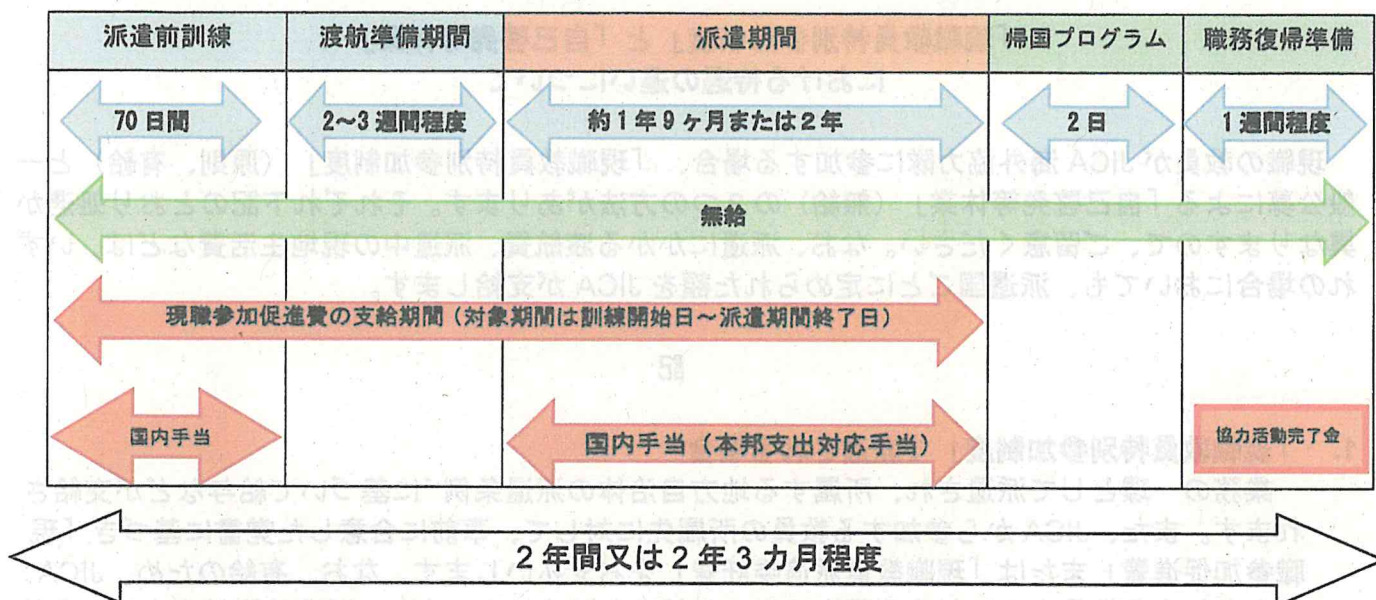 派遣前訓練 渡航準備期間 派遣期間 帰国プログラム 職務復帰準備
70 日間 2～3 週間程度 約１年９ヶ月または２年 2 日 1 週間程度
無給
現職参加促進費の支給期間（対象期間は訓練開始日～派遣期間終了日）
国内手当 国内手当（本邦支出対応手当） 協力活動完了金
２年間又は２年３カ月程度